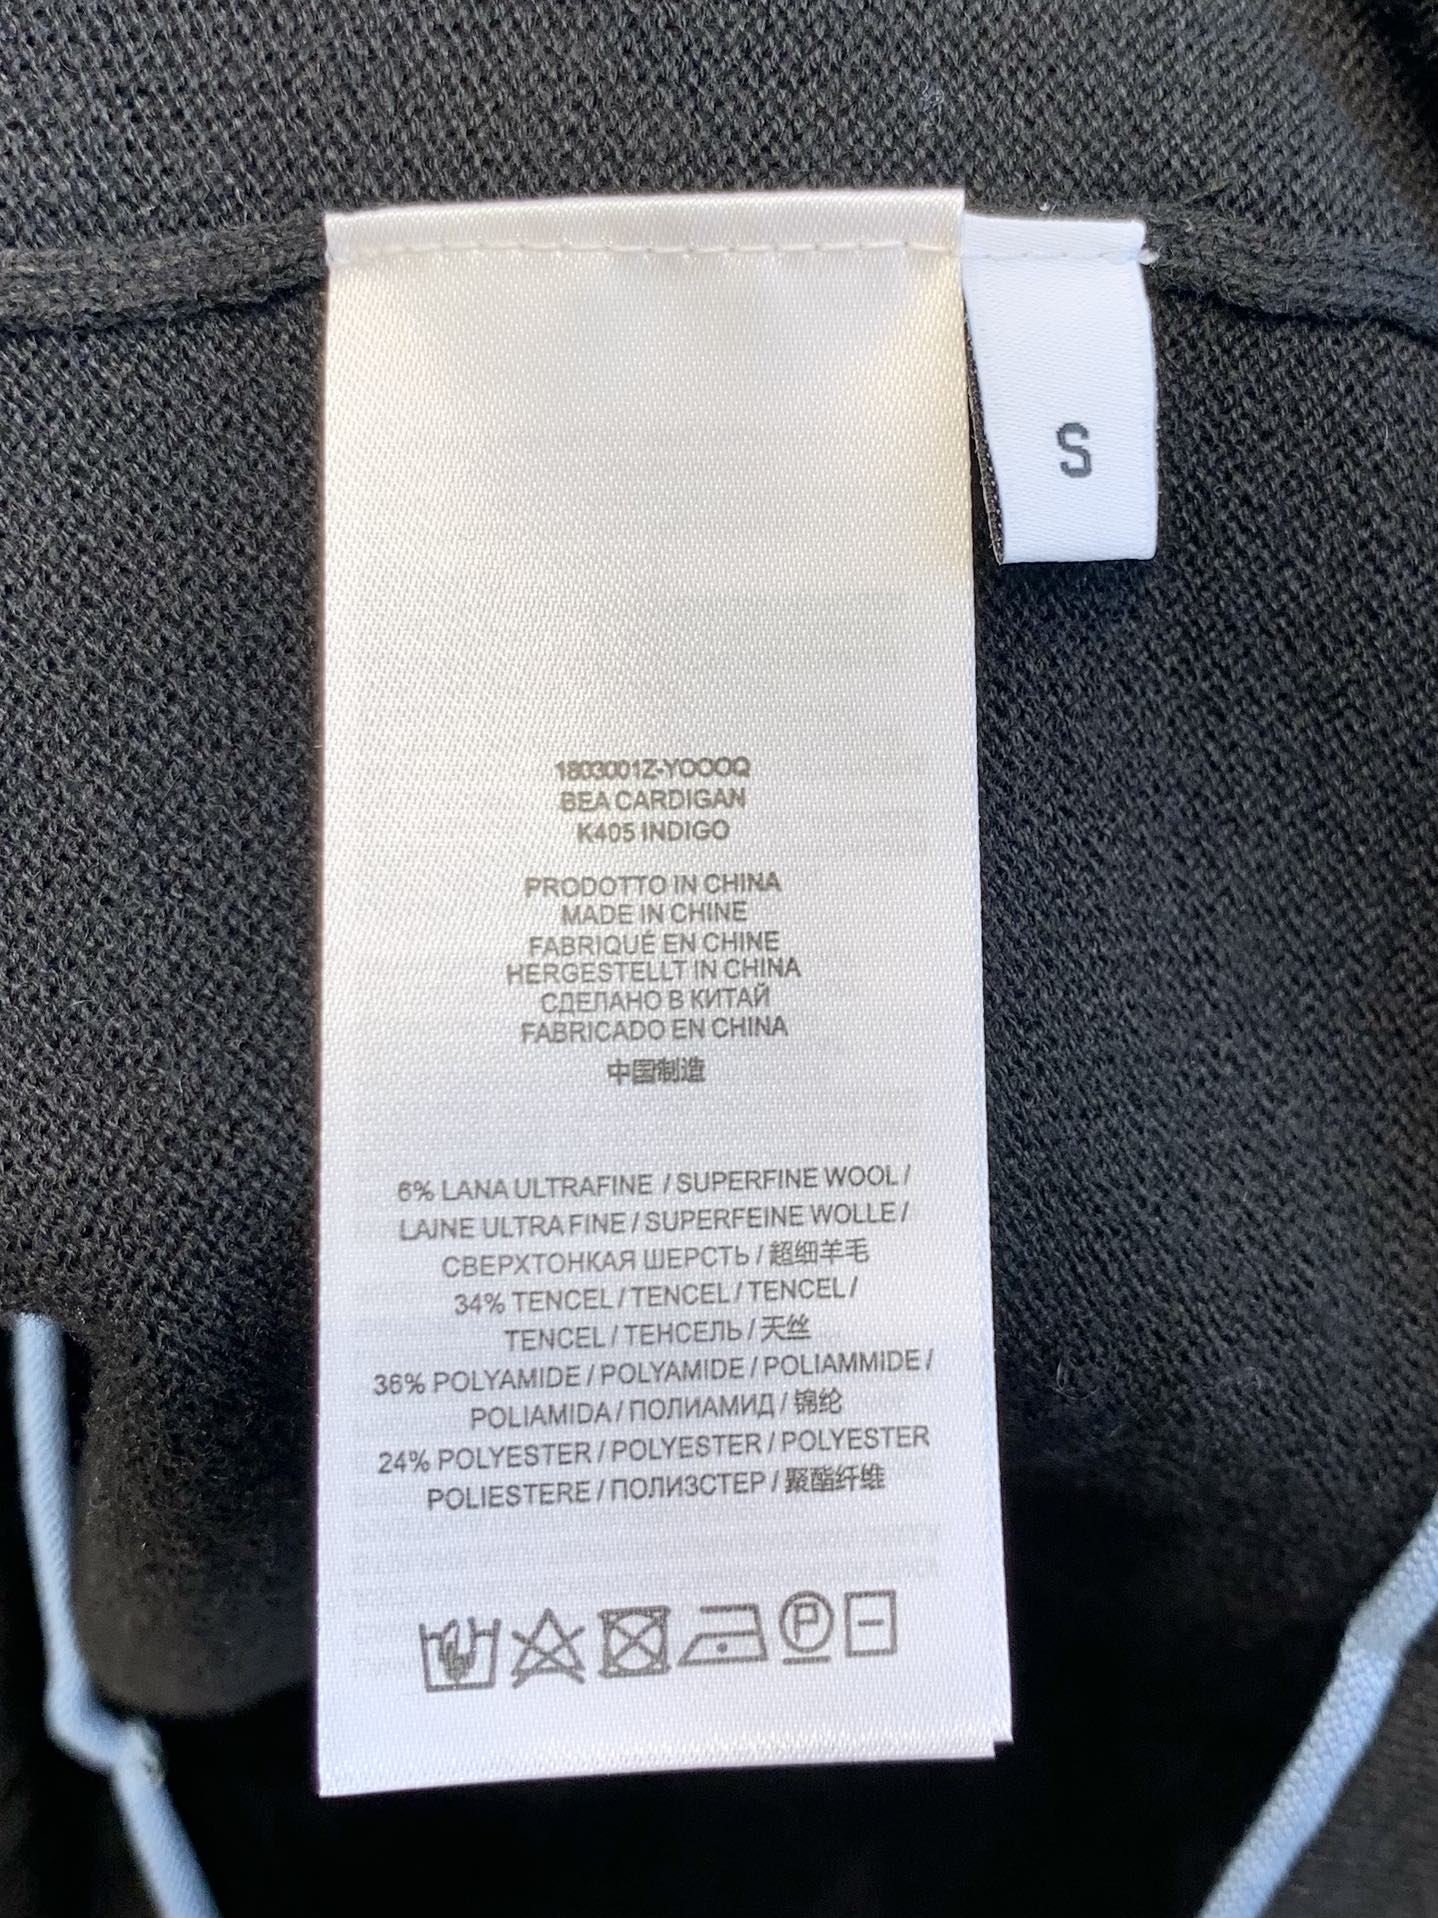 S
1803001Z-YOOOQ
BEA CARDIGAN
K405 INDIGO
PRODOTTO IN CHINA
MADE IN CHINE
FABRIQUÉ EN CHINE
HERGESTELLT IN CHINA
СДЕЛАНО В КИТАЙ
FABRICADO EN CHINA
中国制造
6% LANA ULTRAFINE / SUPERFINE WOOL /
LAINE ULTRA FINE / SUPERFEINE WOLLE /
СВЕРХТОНКАЯ ШЕРСТЬ / 超细羊毛
34% TENCEL / TENCEL / TENCEL /
TENCEL / ТЕНСЕЛЬ / 天丝
36% POLYAMIDE / POLYAMIDE / POLIAMMIDE /
POLIAMIDA / ПОЛИАМИД / 锦纶
24% POLYESTER / POLYESTER / POLYESTER
POLIESTERE / ПОЛИЗСТЕР / 聚酯纤维
P